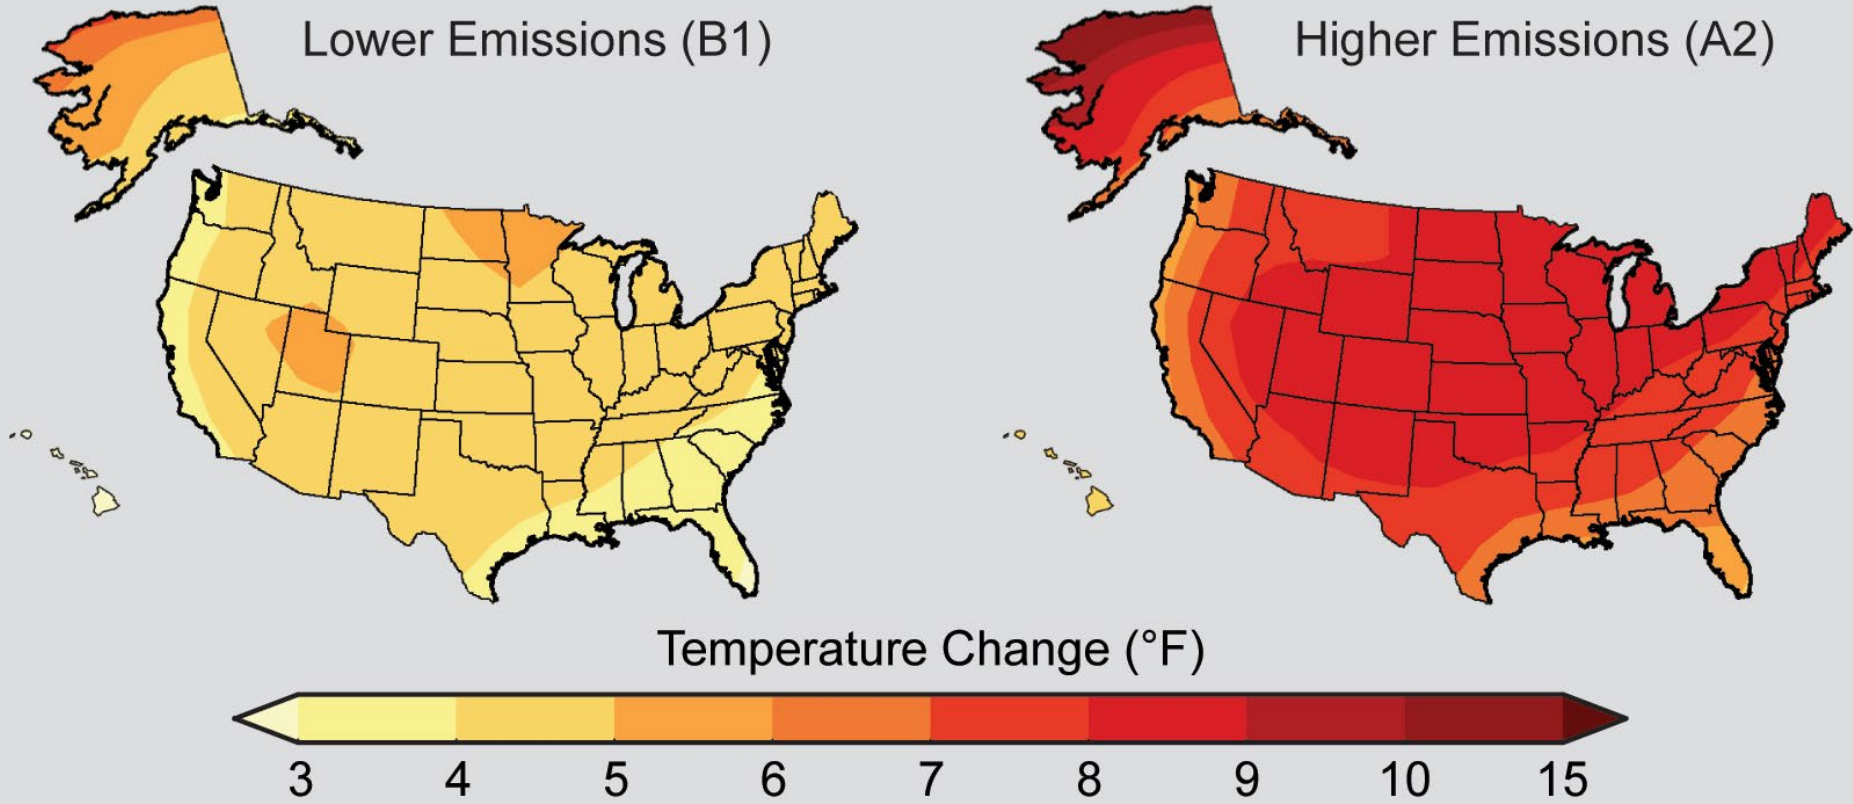 Lower Emissions (B1)
Higher Emissions (A2)
Temperature Change (°F)
3 4 5 6 7 8 9 10 15